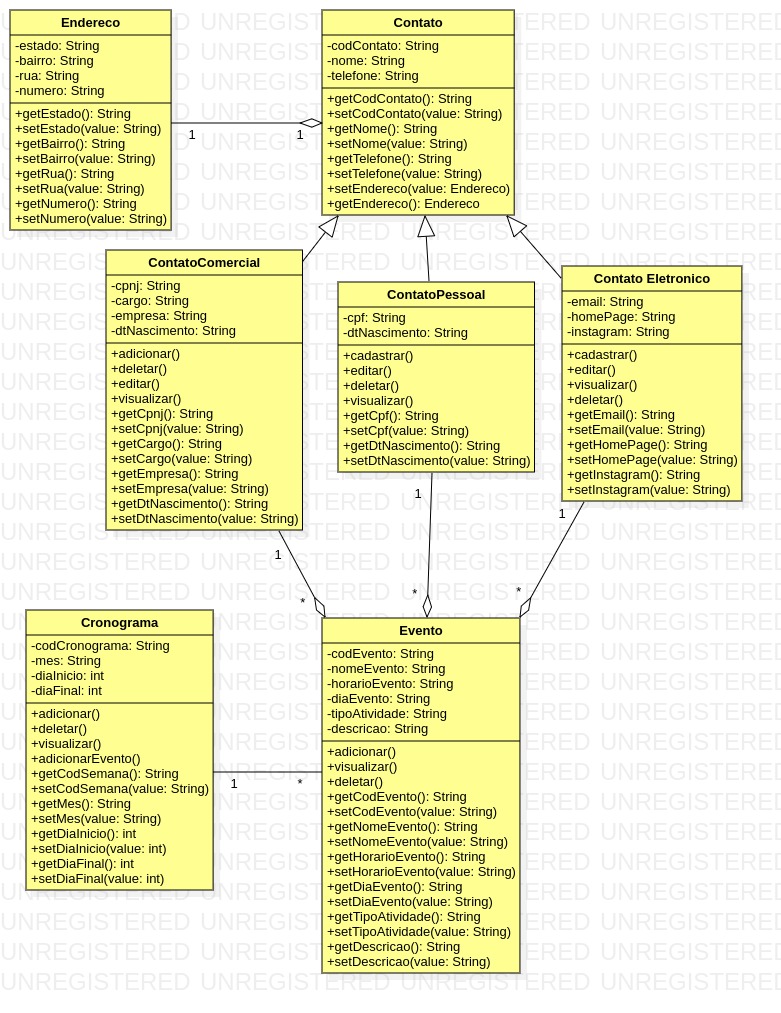 Endereco
-estado: String
-bairro: String
-rua: String
-numero: String
+getEstado(): String
+setEstado(value: String)
+getBairro(): String
+setBairro(value: String)
+getRua(): String
+setRua(value: String)
+getNumero(): String
+setNumero(value: String)
1
1
Contato
-codContato: String
-nome: String
-telefone: String
+getCodContato(): String
+setCodContato(value: String)
+getNome(): String
+setNome(value: String)
+getTelefone(): String
+setTelefone(value: String)
+setEndereco(value: Endereco)
+getEndereco(): Endereco
ContatoComercial
-cpnj: String
-cargo: String
-empresa: String
-dtNascimento: String
+adicionar()
+deletar()
+editar()
+visualizar()
+getCpnj(): String
+setCpnj(value: String)
+getCargo(): String
+setCargo(value: String)
+getEmpresa(): String
+setEmpresa(value: String)
+getDtNascimento(): String
+setDtNascimento(value: String)
1
*
ContatoPessoal
-cpf: String
-dtNascimento: String
+cadastrar()
+editar()
+deletar()
+visualizar()
+getCpf(): String
+setCpf(value: String)
+getDtNascimento(): String
+setDtNascimento(value: String)
1
*
Contato Eletronico
-email: String
-homePage: String
-instagram: String
+cadastrar()
+editar()
+visualizar()
+deletar()
+getEmail(): String
+setEmail(value: String)
+getHomePage(): String
+setHomePage(value: String)
+getInstagram(): String
+setInstagram(value: String)
1
*
Cronograma
-codCronograma: String
-mes: String
-diaInicio: int
-diaFinal: int
+adicionar()
+deletar()
+visualizar()
+adicionarEvento()
+getCodSemana(): String
+setCodSemana(value: String)
+getMes(): String
+setMes(value: String)
+getDiaInicio(): int
+setDiaInicio(value: int)
+getDiaFinal(): int
+setDiaFinal(value: int)
1
*
Evento
-codEvento: String
-nomeEvento: String
-horarioEvento: String
-diaEvento: String
-tipoAtividade: String
-descricao: String
+adicionar()
+visualizar()
+deletar()
+getCodEvento(): String
+setCodEvento(value: String)
+getNomeEvento(): String
+setNomeEvento(value: String)
+getHorarioEvento(): String
+setHorarioEvento(value: String)
+getDiaEvento(): String
+setDiaEvento(value: String)
+getTipoAtividade(): String
+setTipoAtividade(value: String)
+getDescricao(): String
+setDescricao(value: String)
UNREGISTERED UNREGISTERED UNREGISTERED UNREGISTERED